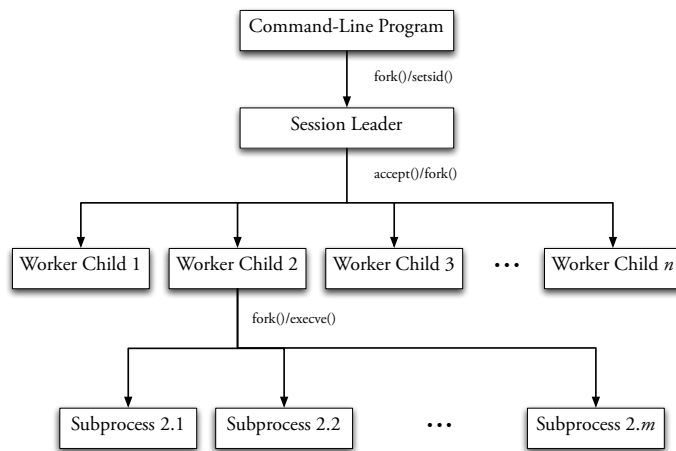 Command-Line Program
fork()/setsid()
Session Leader
accept()/fork()
Worker Child 1
Worker Child 2
Worker Child 3
...
Worker Child n
fork()/execve()
Subprocess 2.1
Subprocess 2.2
...
Subprocess 2.m